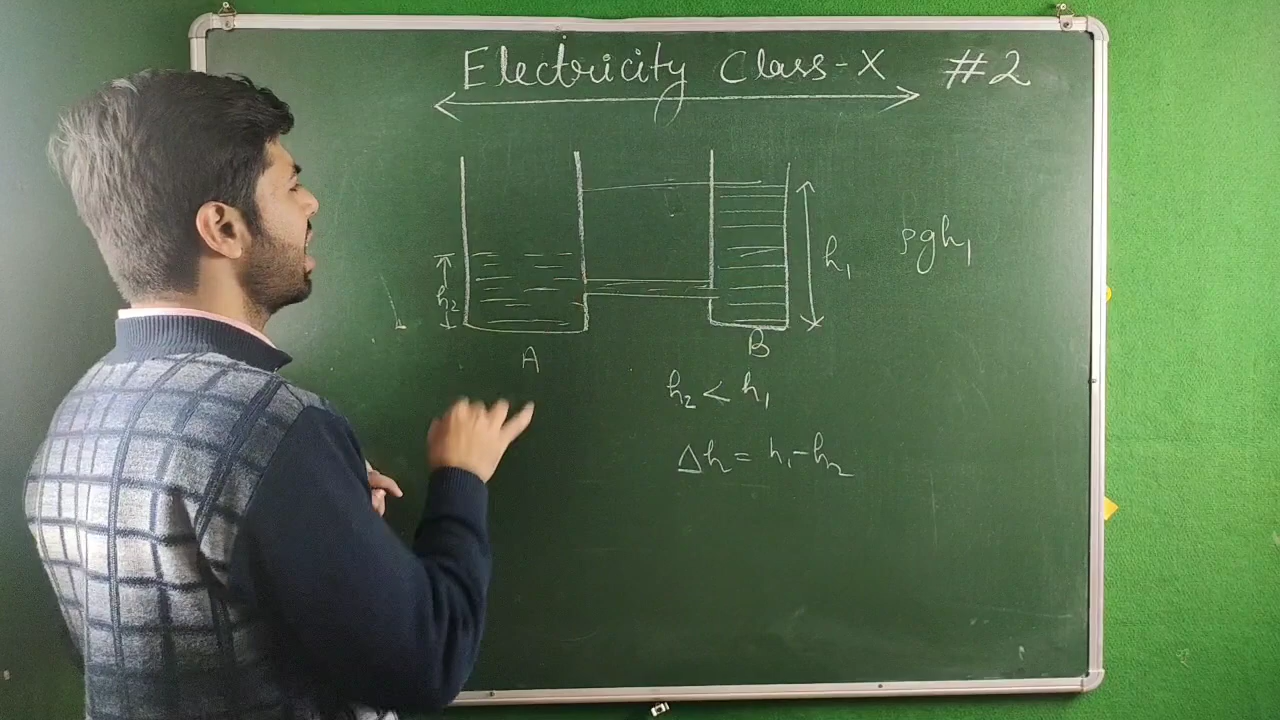 Electricity Class-X #2
h₁
ρgh₁
h₂
A
B
h₂ < h₁
Δh = h₁-h₂